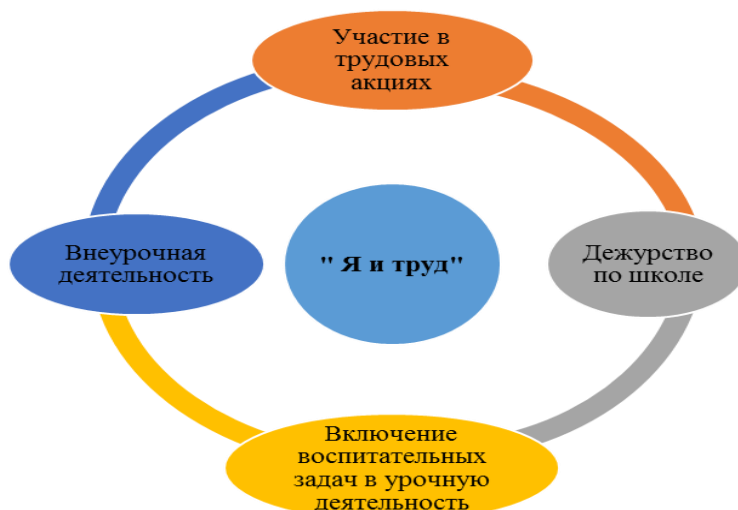 Участие в
трудовых
акциях
Внеурочная
деятельность
" Я и труд"
Дежурство
по школе
Включение
воспитательных
задач в урочную
деятельность